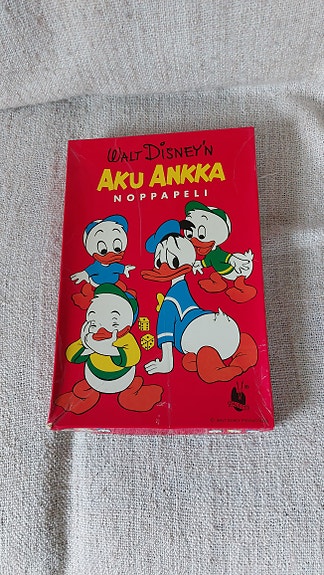 WALT DISNEY'N
AKU ANKKA
NOPPAPELI